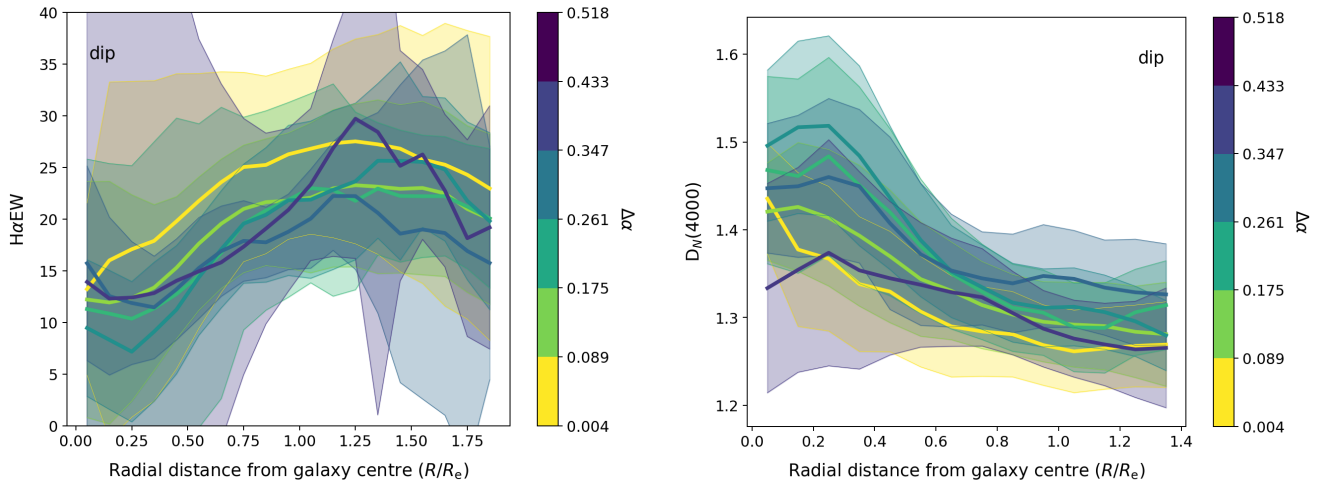 dip
HαEW
40
35
30
25
20
15
10
5
0
0.00 0.25 0.50 0.75 1.00 1.25 1.50 1.75
Radial distance from galaxy centre (R/Re)
0.518
0.433
0.347
0.261
0.175
0.089
0.004
Δα
dip
DN(4000)
1.6
1.5
1.4
1.3
1.2
0.0 0.2 0.4 0.6 0.8 1.0 1.2 1.4
Radial distance from galaxy centre (R/Re)
0.518
0.433
0.347
0.261
0.175
0.089
0.004
Δα